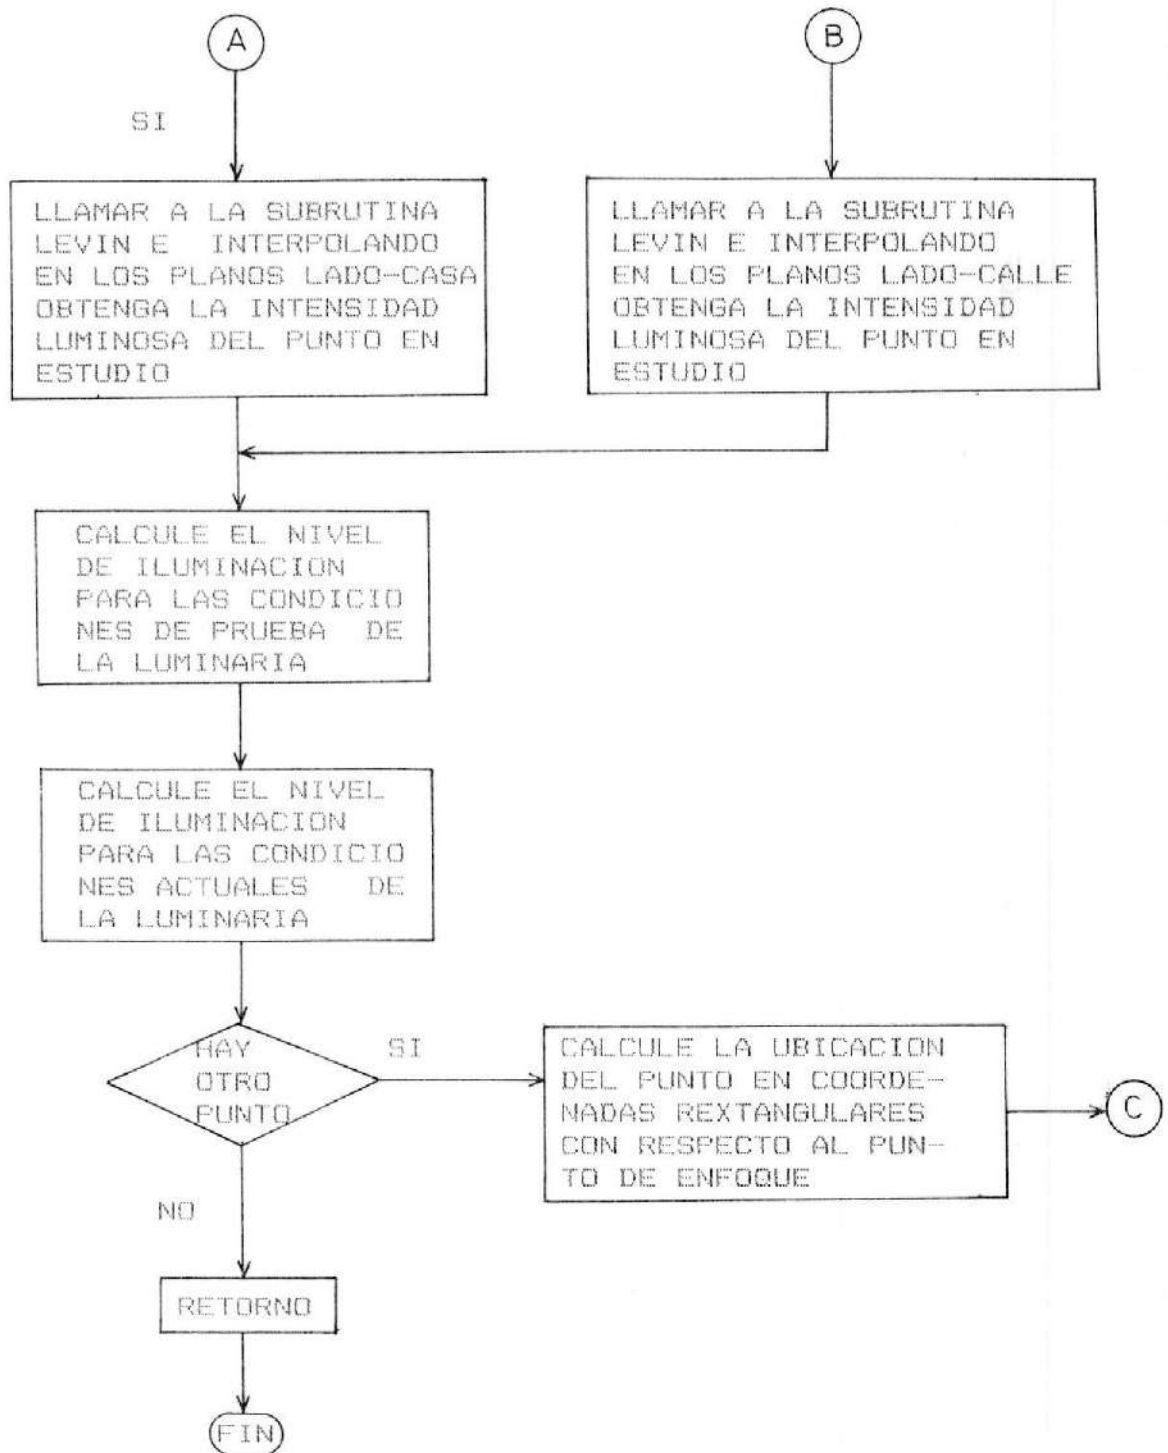 A
B
SI
LLAMAR A LA SUBRUTINA
LEVIN E INTERPOLANDO
EN LOS PLANOS LADO-CASA
OBTENGA LA INTENSIDAD
LUMINOSA DEL PUNTO EN
ESTUDIO
LLAMAR A LA SUBRUTINA
LEVIN E INTERPOLANDO
EN LOS PLANOS LADO-CALLE
OBTENGA LA INTENSIDAD
LUMINOSA DEL PUNTO EN
ESTUDIO
CALCULE EL NIVEL
DE ILUMINACION
PARA LAS CONDICIO
NES DE PRUEBA DE
LA LUMINARIA
CALCULE EL NIVEL
DE ILUMINACION
PARA LAS CONDICIO
NES ACTUALES DE
LA LUMINARIA
HAY
OTRO
PUNTO
SI
CALCULE LA UBICACION
DEL PUNTO EN COORDE-
NADAS REXTANGULARES
CON RESPECTO AL PUN-
TO DE ENFOQUE
C
NO
RETORNO
FIN